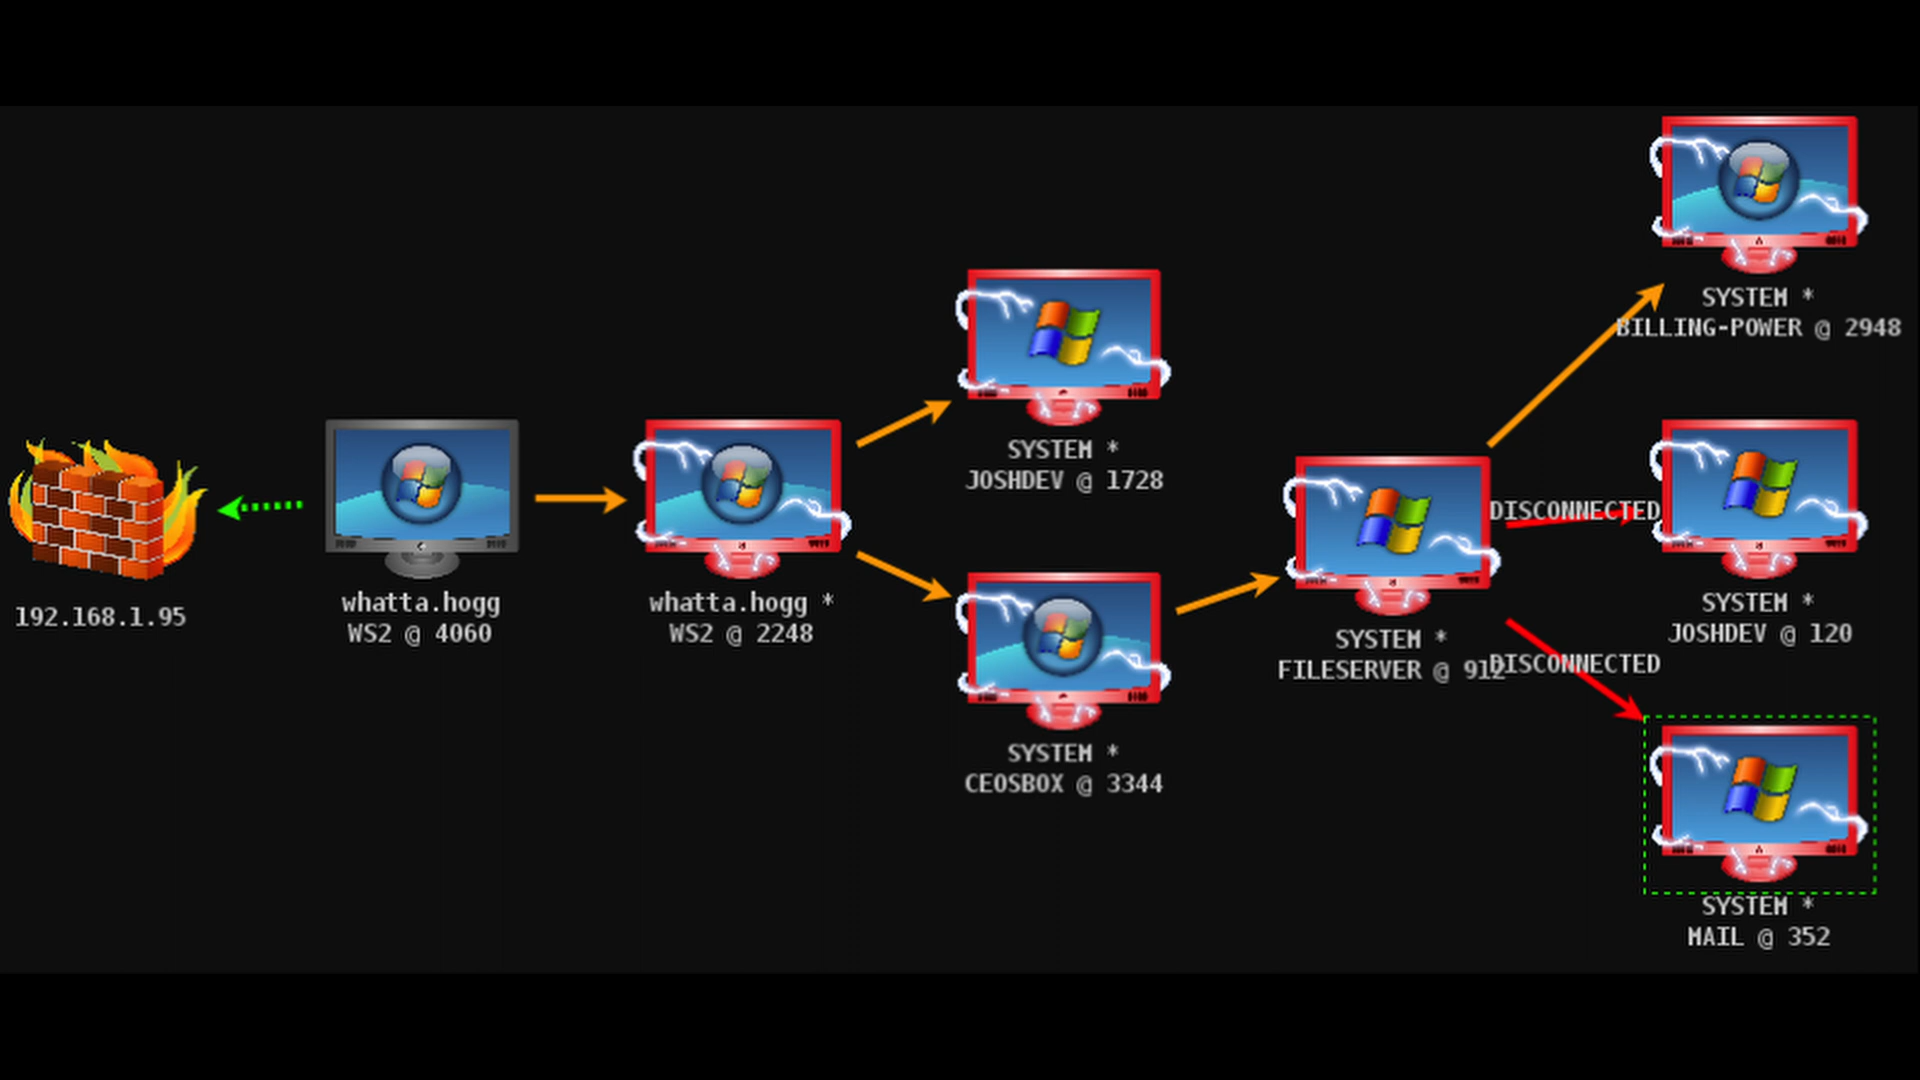 192.168.1.95
whatta.hogg
WS2 @ 4060
whatta.hogg *
WS2 @ 2248
SYSTEM *
JOSHDEV @ 1728
SYSTEM *
CEOSBOX @ 3344
SYSTEM *
FILESERVER @ 912
DISCONNECTED
DISCONNECTED
SYSTEM *
BILLING-POWER @ 2948
SYSTEM *
JOSHDEV @ 120
SYSTEM *
MAIL @ 352